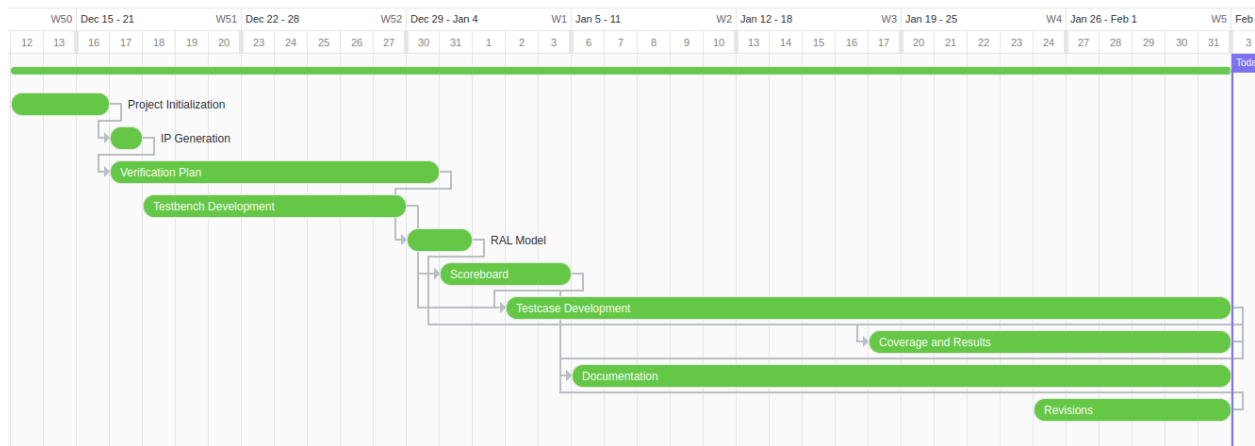 W50 Dec 15 - 21 W51 Dec 22 - 28 W52 Dec 29 - Jan 4 W1 Jan 5 - 11 W2 Jan 12 - 18 W3 Jan 19 - 25 W4 Jan 26 - Feb 1 W5 Feb
12 13 16 17 18 19 20 23 24 25 26 27 30 31 1 2 3 6 7 8 9 10 13 14 15 16 17 20 21 22 23 24 27 28 29 30 31 3
Toda
Project Initialization
IP Generation
Verification Plan
Testbench Development
RAL Model
Scoreboard
Testcase Development
Coverage and Results
Documentation
Revisions